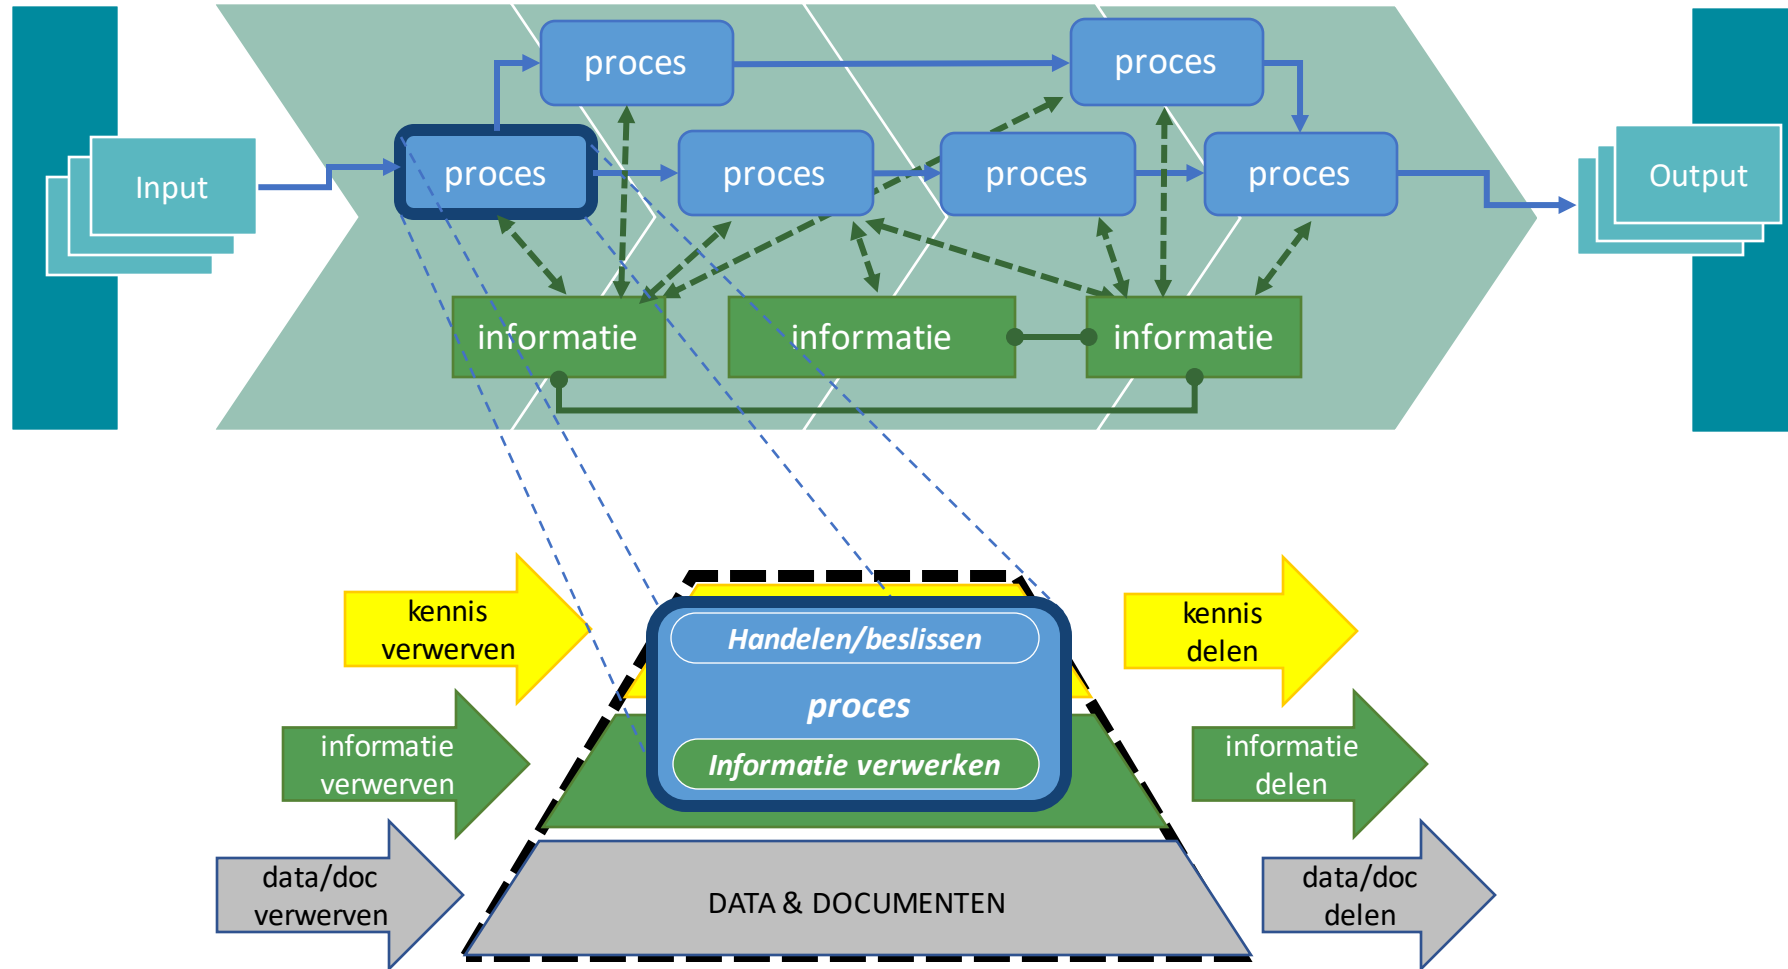 proces
proces
Input
proces
proces
proces
proces
Output
informatie
informatie
informatie
kennis
verwerven
Handelen/beslissen
kennis
delen
proces
informatie
verwerven
Informatie verwerken
informatie
delen
data/doc
verwerven
DATA & DOCUMENTEN
data/doc
delen